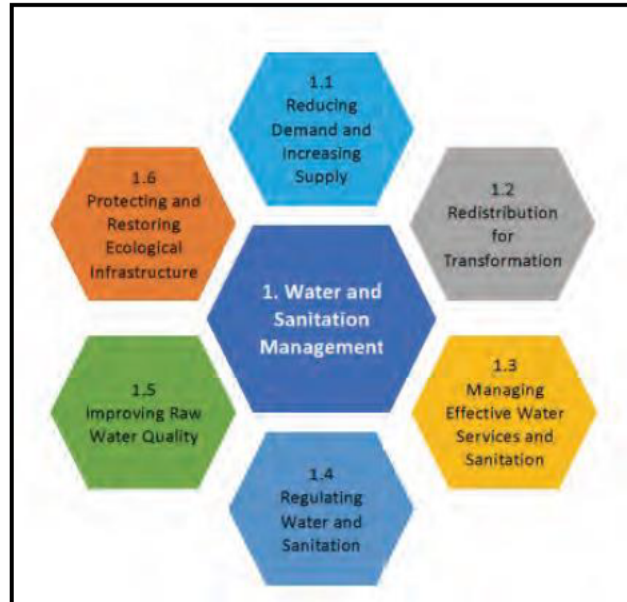 1.1
Reducing
Demand and
Increasing
Supply
1.2
Redistribution
for
Transformation
1.3
Managing
Effective Water
Services and
Sanitation
1.4
Regulating
Water and
Sanitation
1.5
Improving Raw
Water Quality
1.6
Protecting and
Restoring
Ecological
Infrastructure
1. Water and
Sanitation
Management